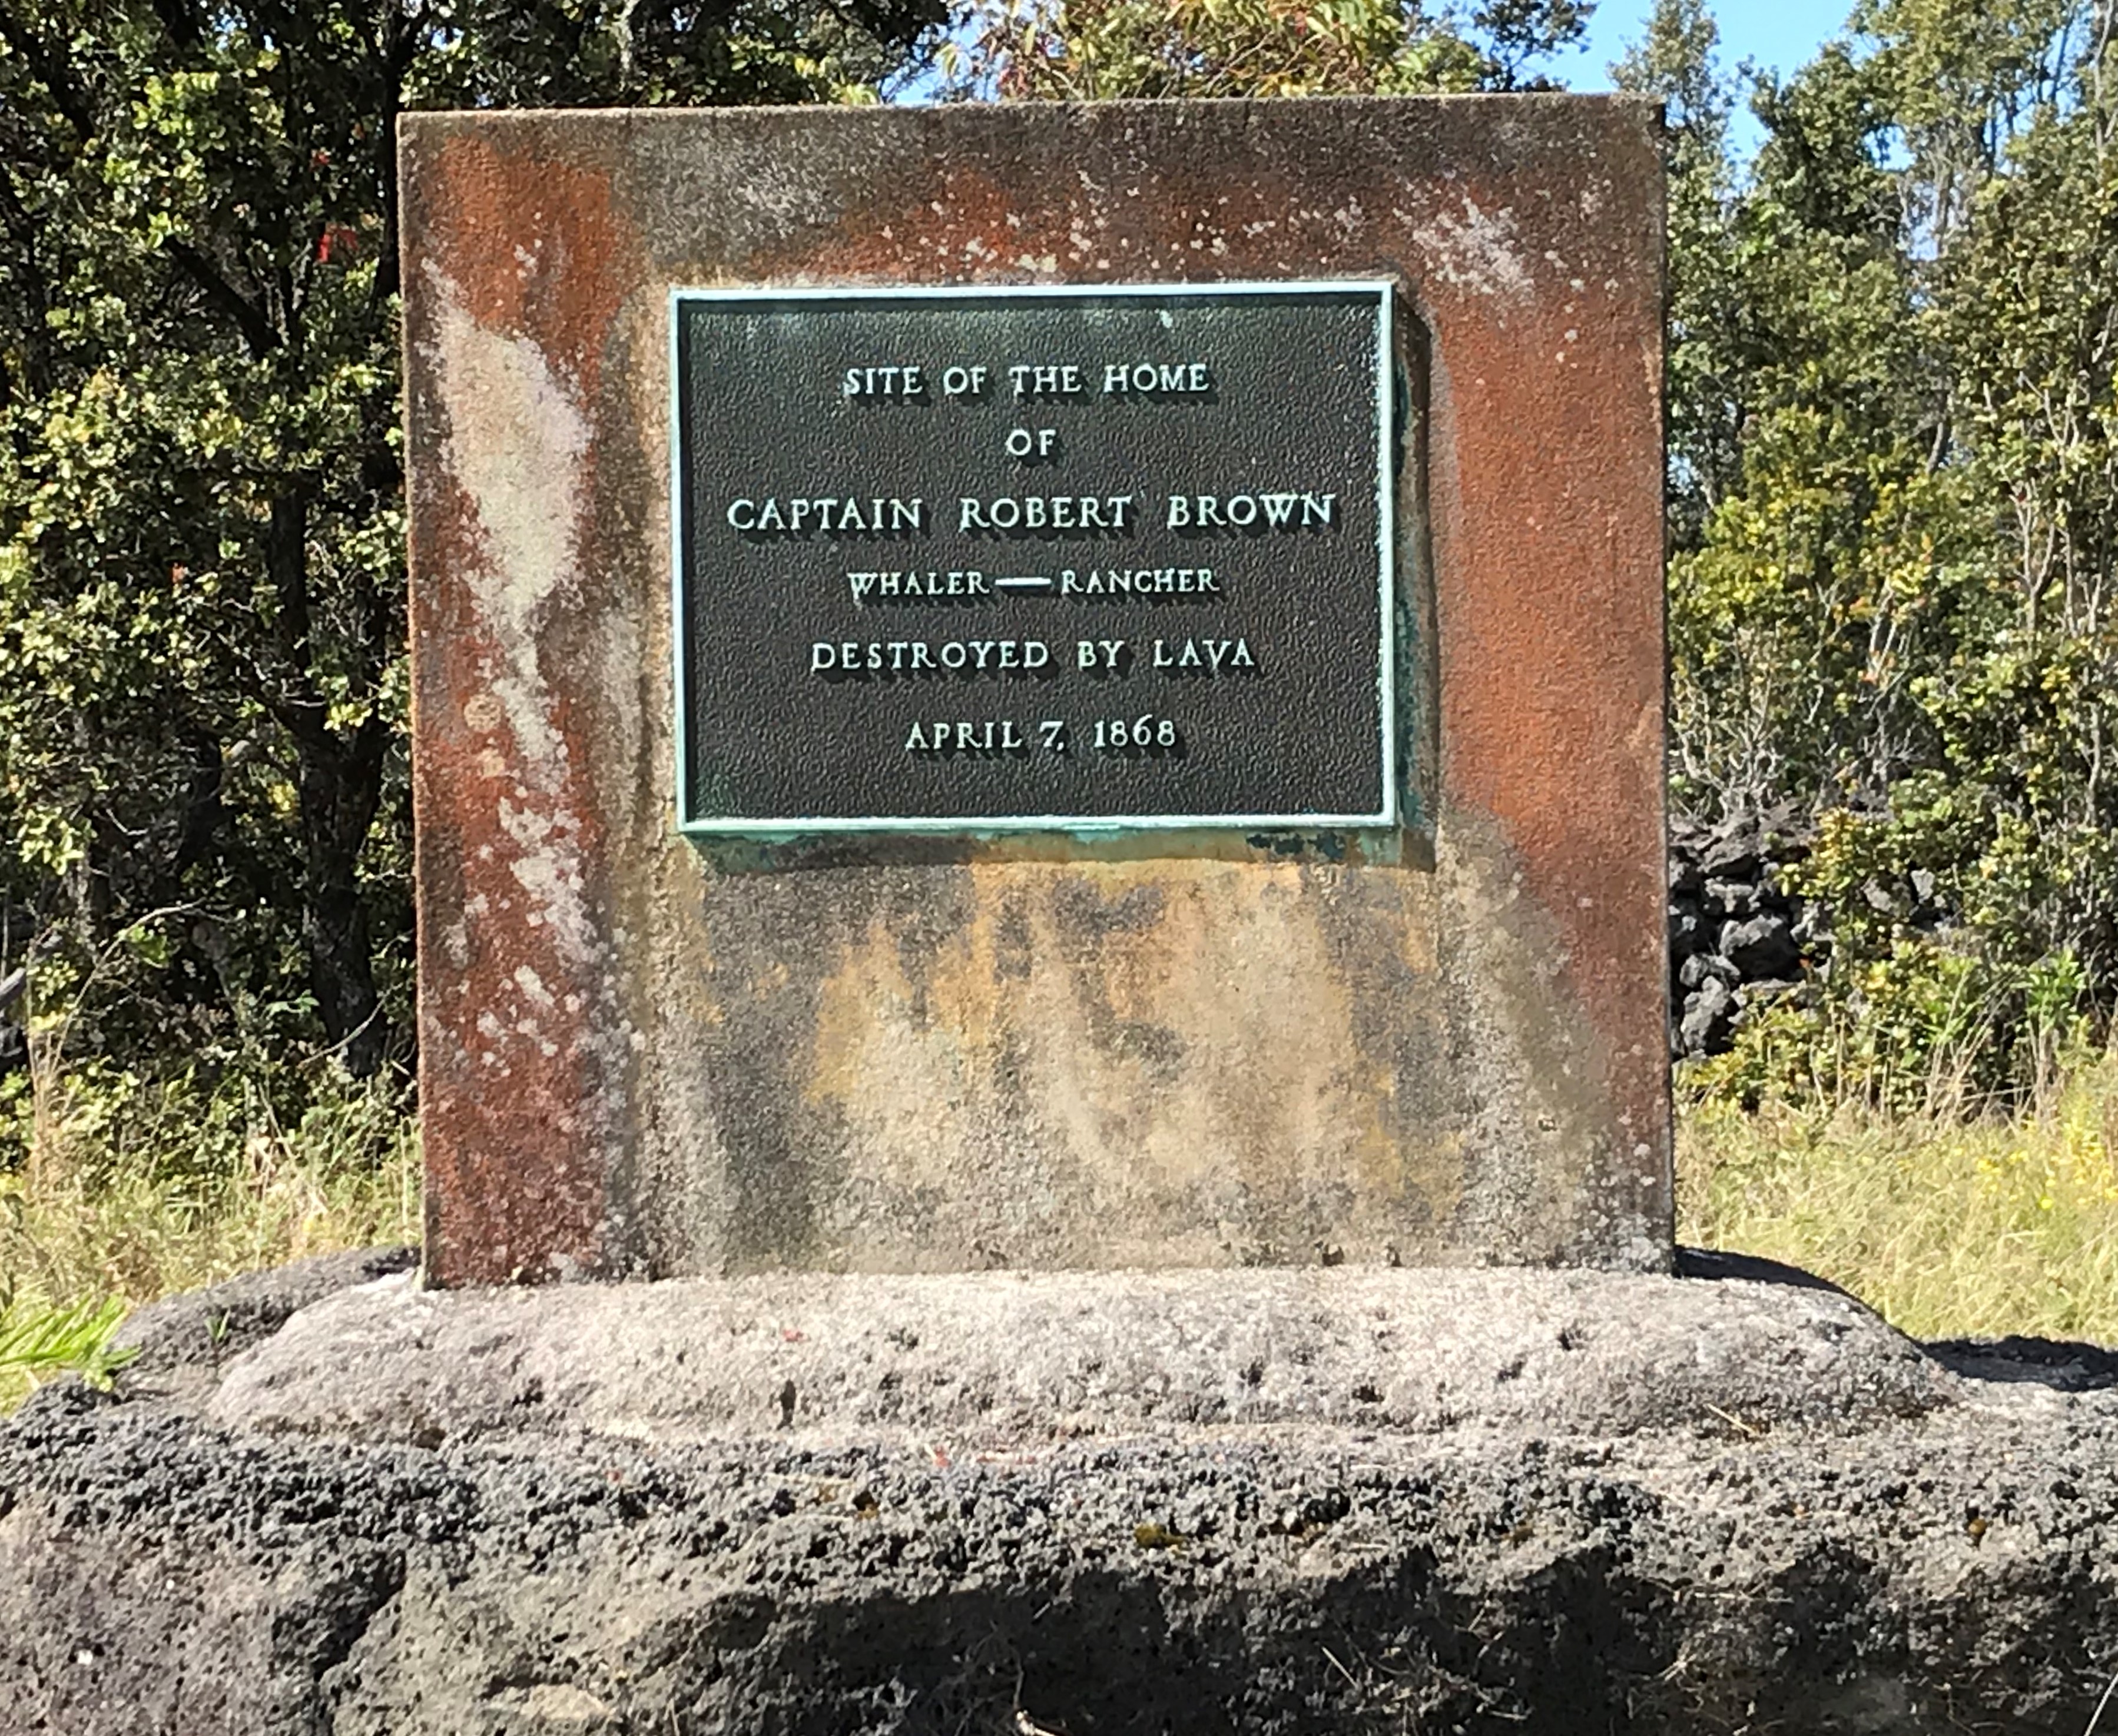 SITE OF THE HOME
OF
CAPTAIN ROBERT BROWN
WHALER — RANCHER
DESTROYED BY LAVA
APRIL 7, 1868